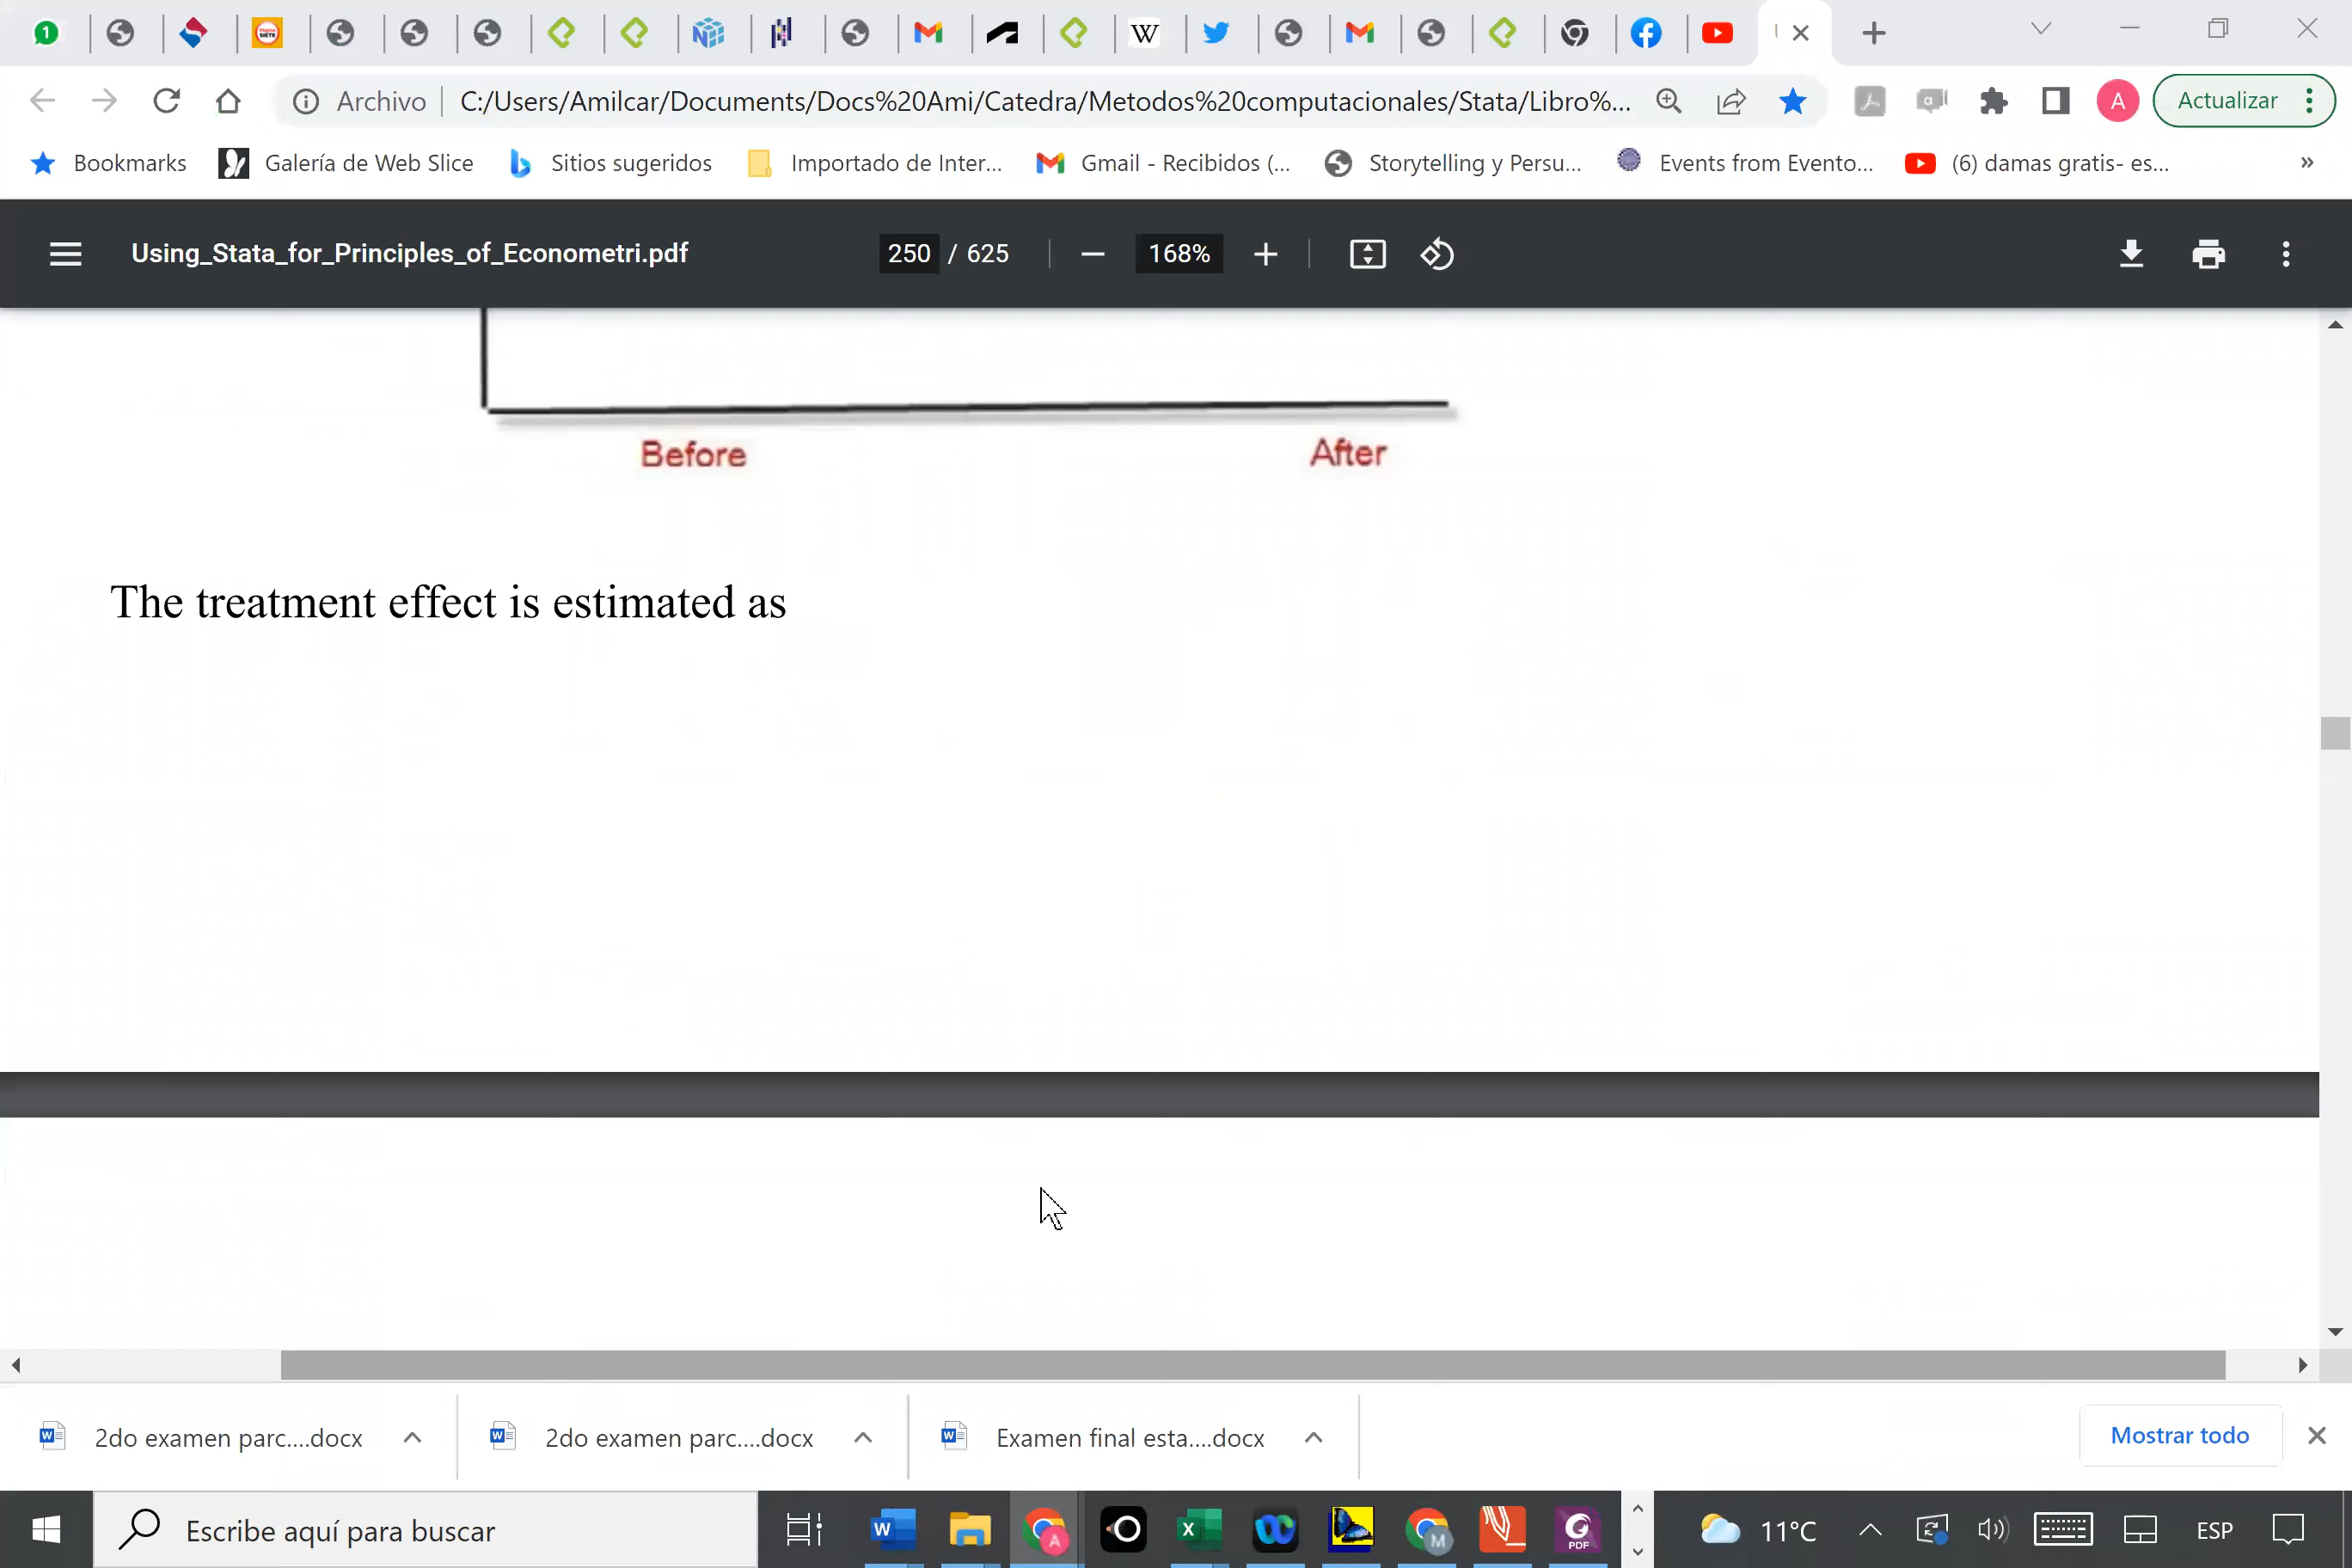 1
W
Archivo
C:/Users/Amilcar/Documents/Docs%20Ami/Catedra/Metodos%20computacionales/Stata/Libro%...
A
Actualizar
Bookmarks
Galería de Web Slice
Sitios sugeridos
Importado de Inter...
Gmail - Recibidos (...
Storytelling y Persu...
Events from Evento...
(6) damas gratis- es...
»
Using_Stata_for_Principles_of_Econometri.pdf
250 / 625
168%
Before
After
The treatment effect is estimated as
2do examen parc....docx
2do examen parc....docx
Examen final esta....docx
Mostrar todo
Escribe aquí para buscar
11°C
ESP